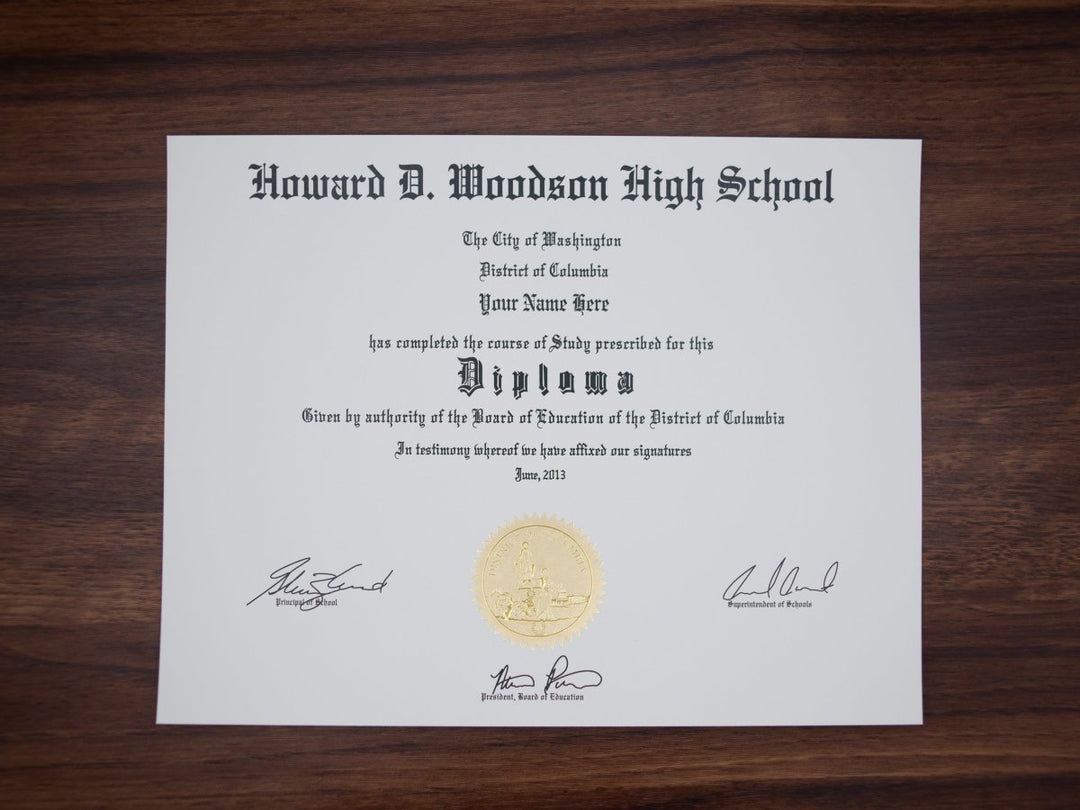 Howard D. Woodson High School
The City of Washington
District of Columbia
Your Name Here
has completed the course of Study prescribed for this
Diploma
Given by authority of the Board of Education of the District of Columbia
In testimony whereof we have affixed our signatures
June, 2013
Principal of School
Superintendent of Schools
President, Board of Education